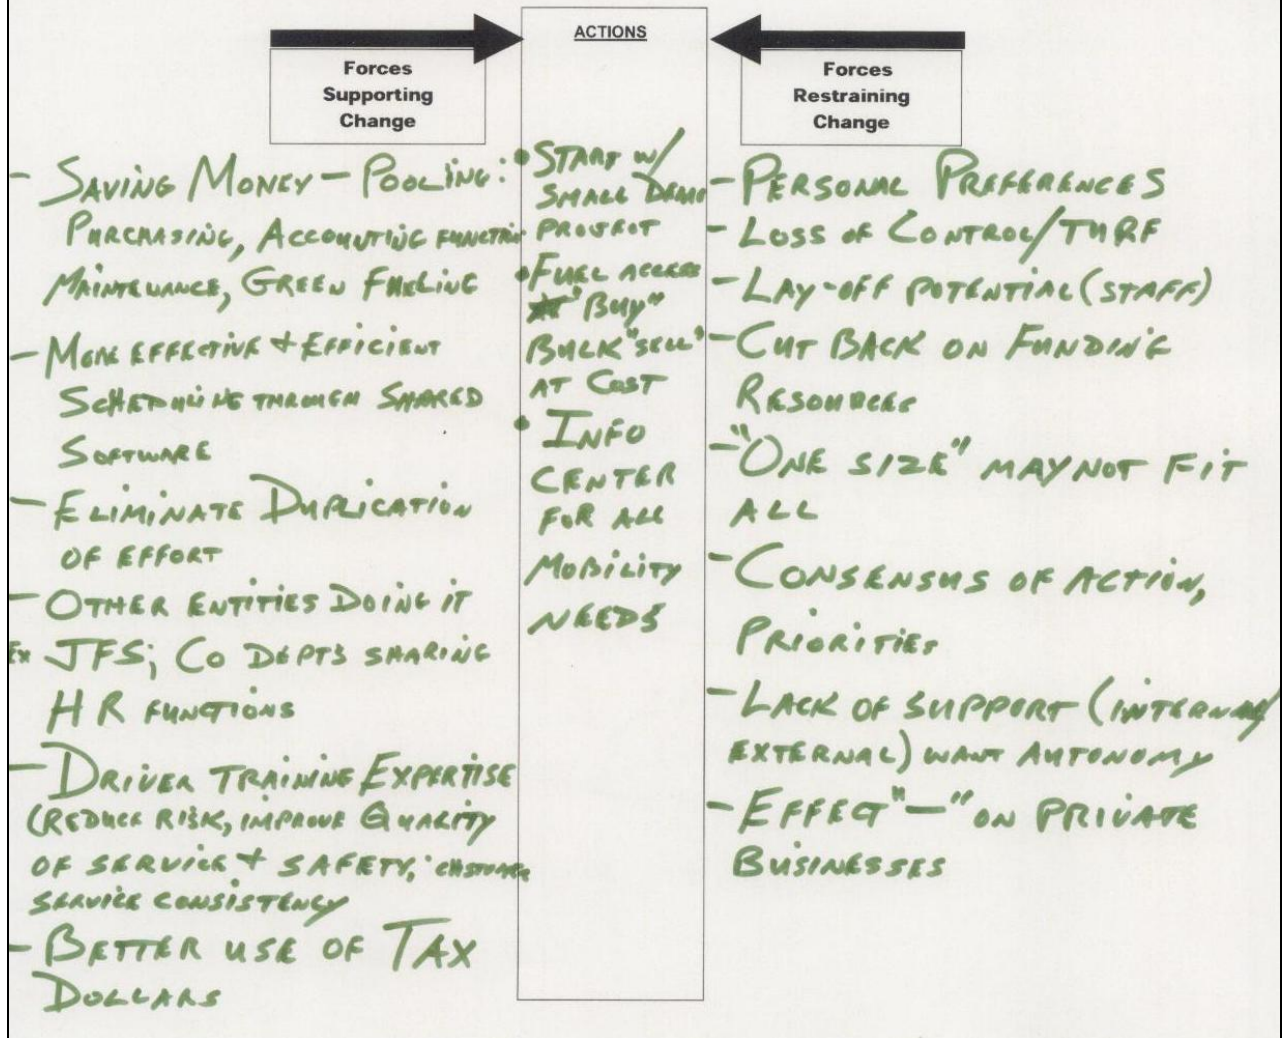 ACTIONS
Forces
Supporting
Change
Forces
Restraining
Change
- SAVING MONEY - POOLING:
PURCHASING, ACCOUNTING FUNCTION
MAINTENANCE, GREEN FUELING
- MORE EFFECTIVE + EFFICIENT
SCHEDULING THROUGH SHARED
SOFTWARE
- ELIMINATE DUPLICATION
OF EFFORT
- OTHER ENTITIES DOING IT
EX JFS; CO DEPT'S SHARING
HR FUNCTIONS
- DRIVER TRAINING EXPERTISE
(REDUCE RISK, IMPROVE QUALITY
OF SERVICE + SAFETY; CUSTOMER
SERVICE CONSISTENCY
- BETTER USE OF TAX
DOLLARS
• START W/
SMALL DEMO
PROJECT
• FUEL ACCESS
"BUY"
BULK "SELL"
AT COST
• INFO
CENTER
FOR ALL
MOBILITY
NEEDS
- PERSONAL PREFERENCES
- LOSS OF CONTROL/TURF
- LAY-OFF POTENTIAL (STAFF)
- CUT BACK ON FUNDING
RESOURCES
- "ONE SIZE" MAY NOT FIT
ALL
- CONSENSUS OF ACTION,
PRIORITIES
- LACK OF SUPPORT (INTERNAL/
EXTERNAL) WANT AUTONOMY
- EFFECT "-" ON PRIVATE
BUSINESSES